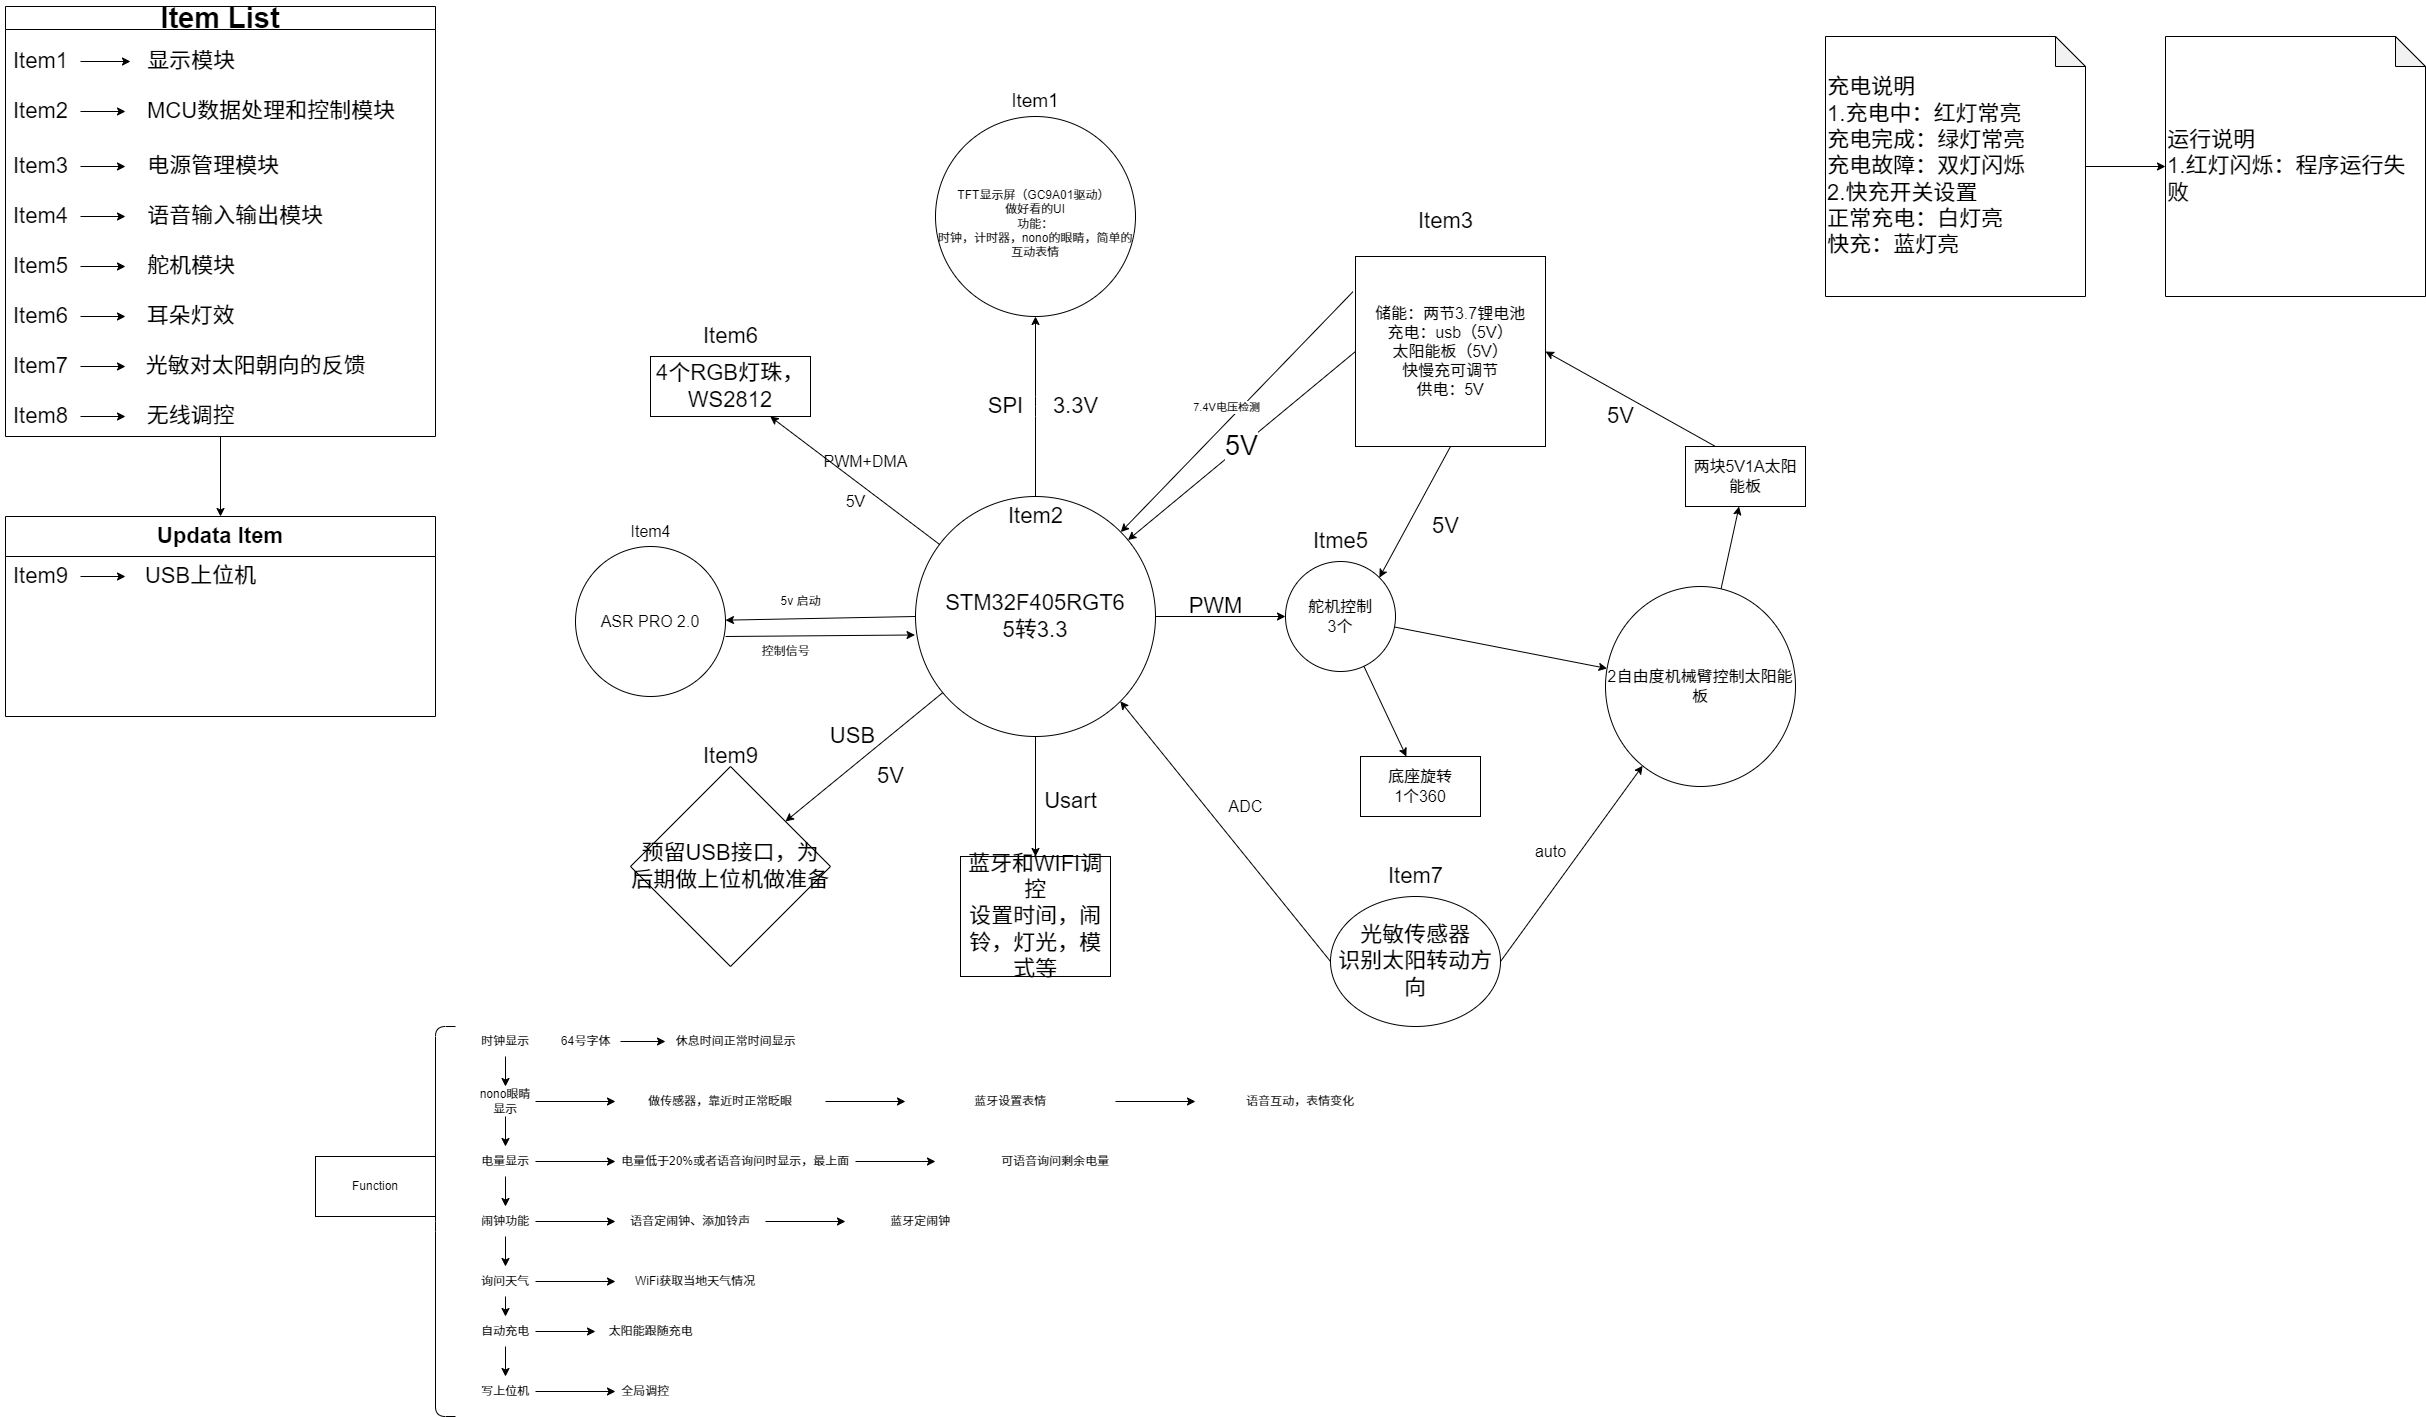 Item List
Item1
显示模块
Item2
MCU数据处理和控制模块
Item3
电源管理模块
Item4
语音输入输出模块
Item5
舵机模块
Item6
耳朵灯效
Item7
光敏对太阳朝向的反馈
Item8
无线调控
Updata Item
Item9
USB上位机
Item1
TFT显示屏（GC9A01驱动）
做好看的UI
功能：
时钟，计时器，nono的眼睛，简单的
互动表情
SPI
3.3V
Item6
4个RGB灯珠，
WS2812
PWM+DMA
5V
Item4
ASR PRO 2.0
5v 启动
控制信号
Item2
STM32F405RGT6
5转3.3
Item3
储能：两节3.7锂电池
充电：usb（5V）
太阳能板（5V）
快慢充可调节
供电：5V
7.4V电压检测
5V
5V
5V
两块5V1A太阳
能板
Itme5
舵机控制
3个
PWM
2自由度机械臂控制太阳能
板
底座旋转
1个360
Item9
USB
5V
预留USB接口，为
后期做上位机做准备
Usart
蓝牙和WIFI调
控
设置时间，闹
铃，灯光，模
式等
ADC
auto
Item7
光敏传感器
识别太阳转动方
向
充电说明
1.充电中：红灯常亮
充电完成：绿灯常亮
充电故障：双灯闪烁
2.快充开关设置
正常充电：白灯亮
快充：蓝灯亮
运行说明
1.红灯闪烁：程序运行失
败
Function
时钟显示
64号字体
休息时间正常时间显示
nono眼睛
显示
做传感器，靠近时正常眨眼
蓝牙设置表情
语音互动，表情变化
电量显示
电量低于20%或者语音询问时显示，最上面
可语音询问剩余电量
闹钟功能
语音定闹钟、添加铃声
蓝牙定闹钟
询问天气
WiFi获取当地天气情况
自动充电
太阳能跟随充电
写上位机
全局调控